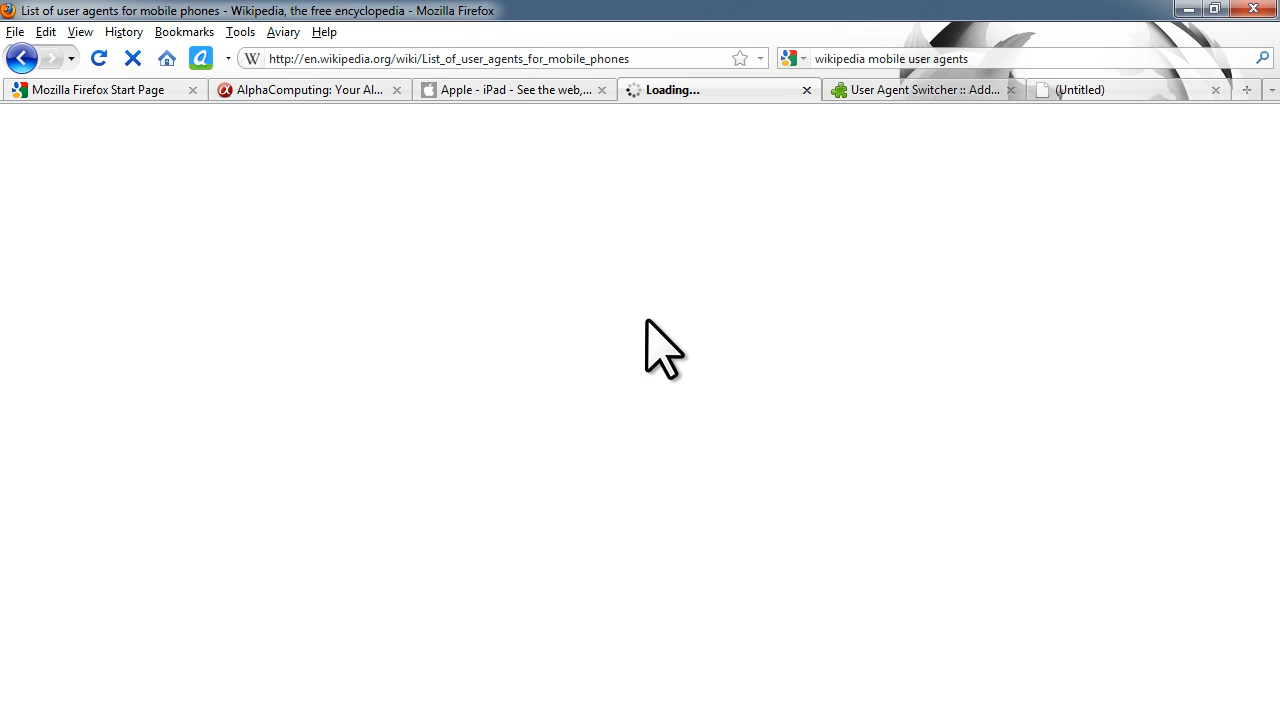 List of user agents for mobile phones - Wikipedia, the free encyclopedia - Mozilla Firefox
File Edit View History Bookmarks Tools Aviary Help
a W http://en.wikipedia.org/wiki/List_of_user_agents_for_mobile_phones wikipedia mobile user agents
Mozilla Firefox Start Page AlphaComputing: Your Al... Apple - iPad - See the web,... Loading... User Agent Switcher :: Add... (Untitled)